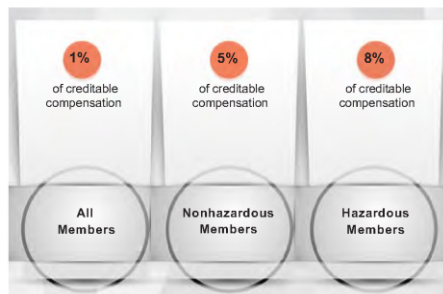 1%
of creditable
compensation
All
Members
5%
of creditable
compensation
Nonhazardous
Members
8%
of creditable
compensation
Hazardous
Members